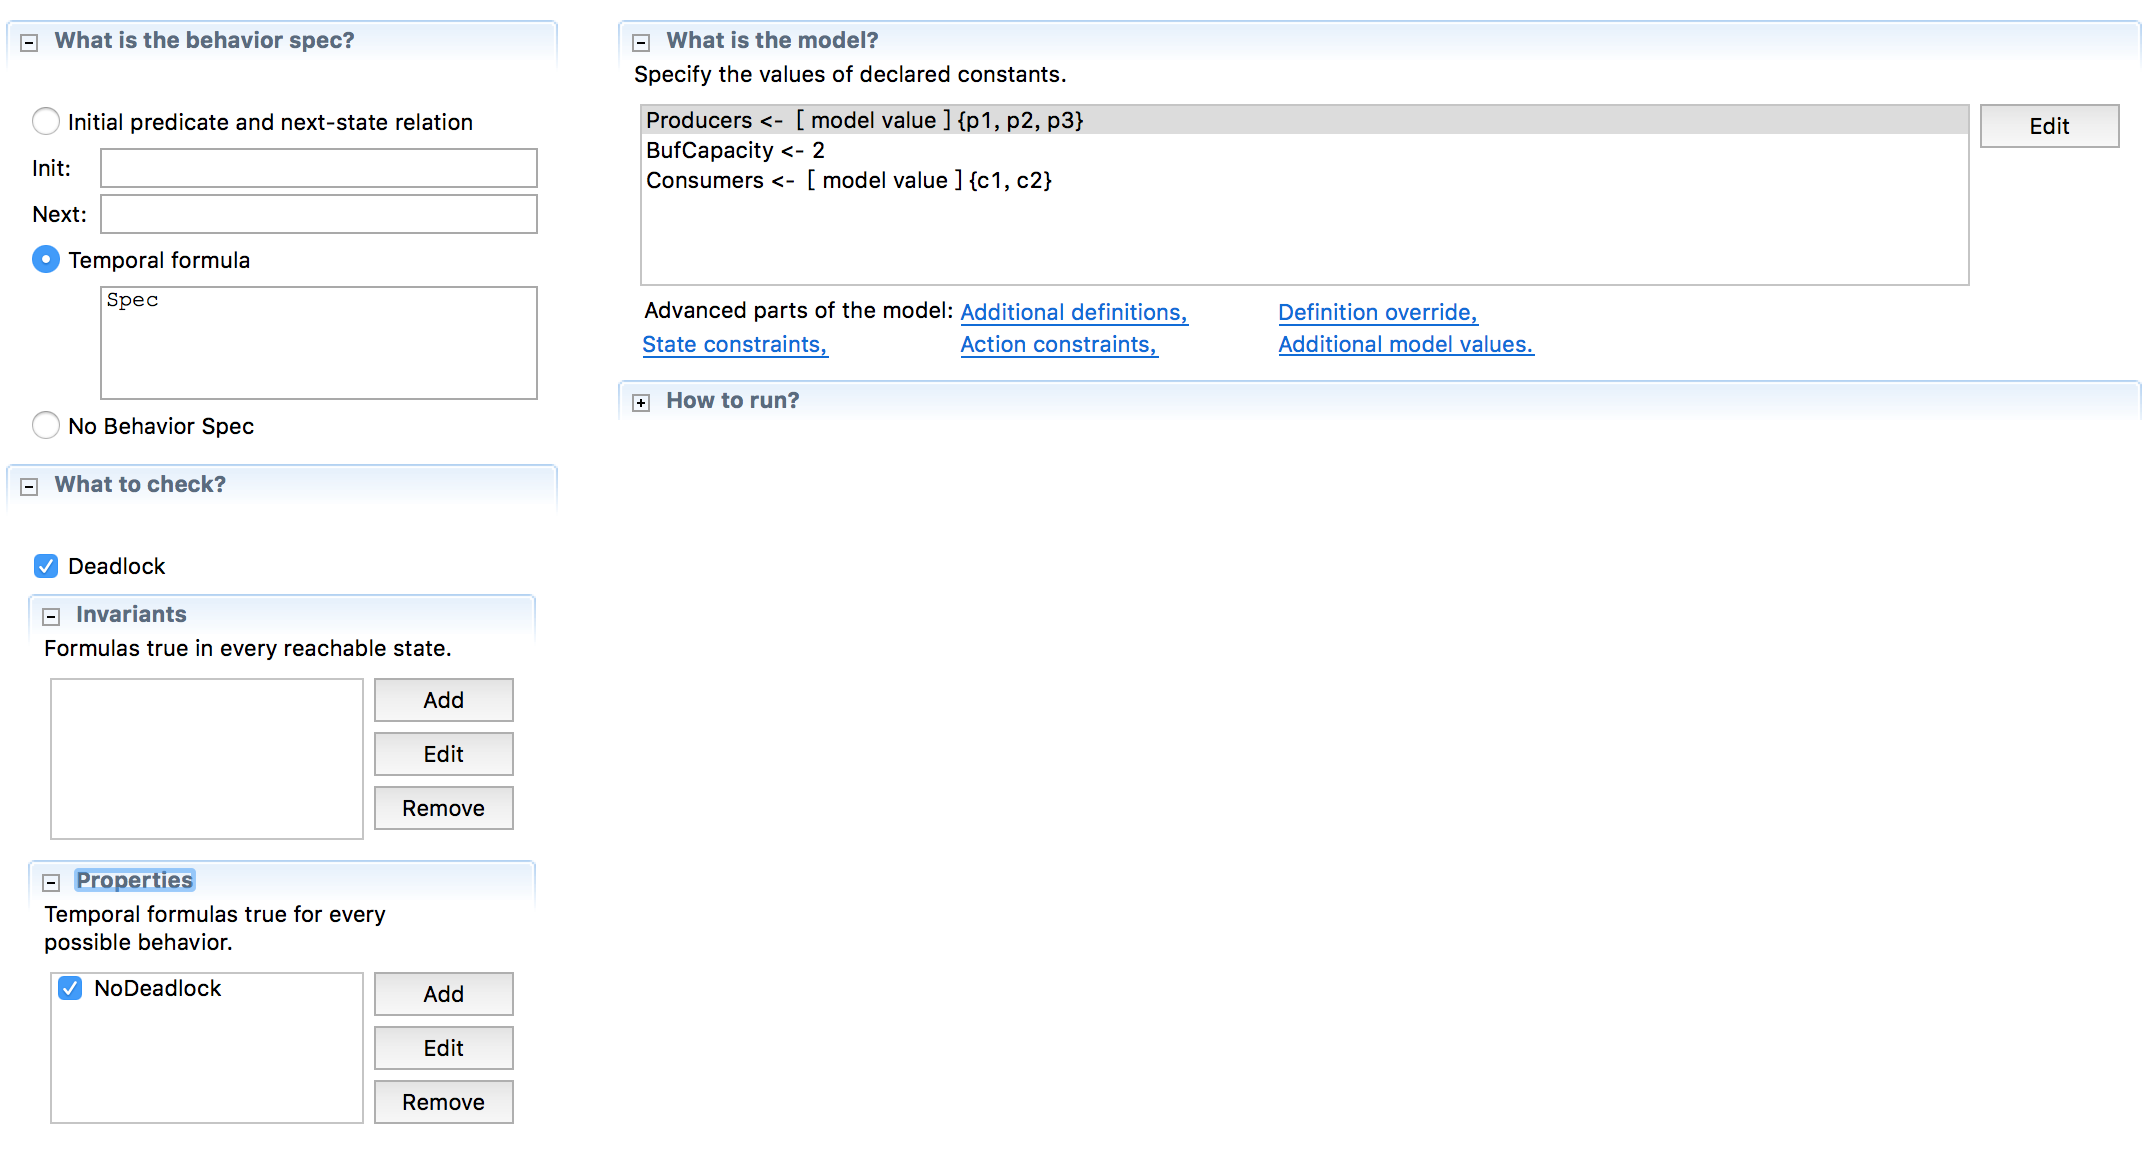 What is the behavior spec?
Initial predicate and next-state relation
Init:
Next:
Temporal formula
Spec
No Behavior Spec
What to check?
Deadlock
Invariants
Formulas true in every reachable state.
Add
Edit
Remove
Properties
Temporal formulas true for every
possible behavior.
NoDeadlock
Add
Edit
Remove
What is the model?
Specify the values of declared constants.
Producers <- [ model value ] {p1, p2, p3}
BufCapacity <- 2
Consumers <- [ model value ] {c1, c2}
Edit
Advanced parts of the model: Additional definitions, Definition override,
State constraints, Action constraints, Additional model values.
How to run?